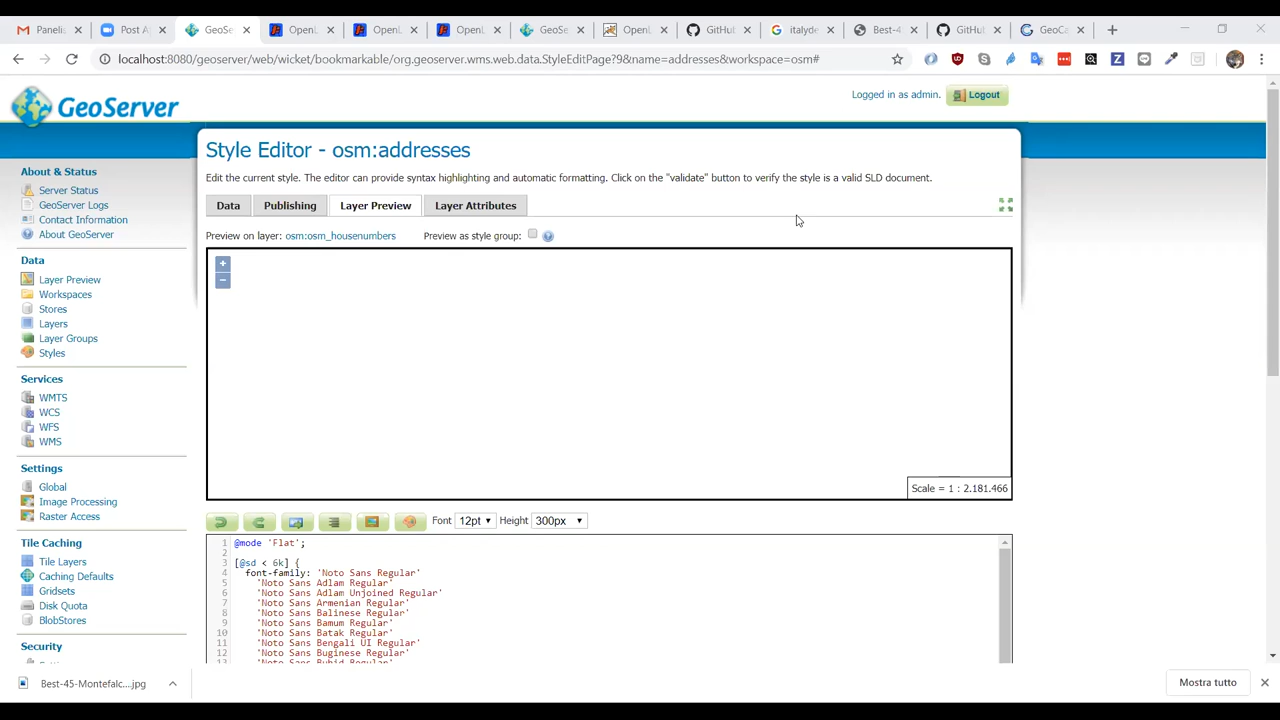 Paneli
Post A
GeoSe
OpenL
OpenL
OpenL
GeoSe
OpenL
GitHu
italyde
Best-4
GitHu
GeoCa
localhost:8080/geoserver/web/wicket/bookmarkable/org.geoserver.wms.web.data.StyleEditPage?9&name=addresses&workspace=osm#
GeoServer
Logged in as admin.
Logout
About & Status
Server Status
GeoServer Logs
Contact Information
About GeoServer
Data
Layer Preview
Workspaces
Stores
Layers
Layer Groups
Styles
Services
WMTS
WCS
WFS
WMS
Settings
Global
Image Processing
Raster Access
Tile Caching
Tile Layers
Caching Defaults
Gridsets
Disk Quota
BlobStores
Security
Style Editor - osm:addresses
Edit the current style. The editor can provide syntax highlighting and automatic formatting. Click on the "validate" button to verify the style is a valid SLD document.
Data Publishing Layer Preview Layer Attributes
Preview on layer: osm:osm_housenumbers Preview as style group:
+
−
Scale = 1 : 2.181.466
Font 12pt Height 300px
1 @mode 'Flat';
2
3 [@sd < 6k] {
4 font-family: 'Noto Sans Regular'
5 'Noto Sans Adlam Regular'
6 'Noto Sans Adlam Unjoined Regular'
7 'Noto Sans Armenian Regular'
8 'Noto Sans Balinese Regular'
9 'Noto Sans Bamum Regular'
10 'Noto Sans Batak Regular'
11 'Noto Sans Bengali UI Regular'
12 'Noto Sans Buginese Regular'
13 'Noto Sans Buhid Regular'
Best-45-Montefalc....jpg
Mostra tutto